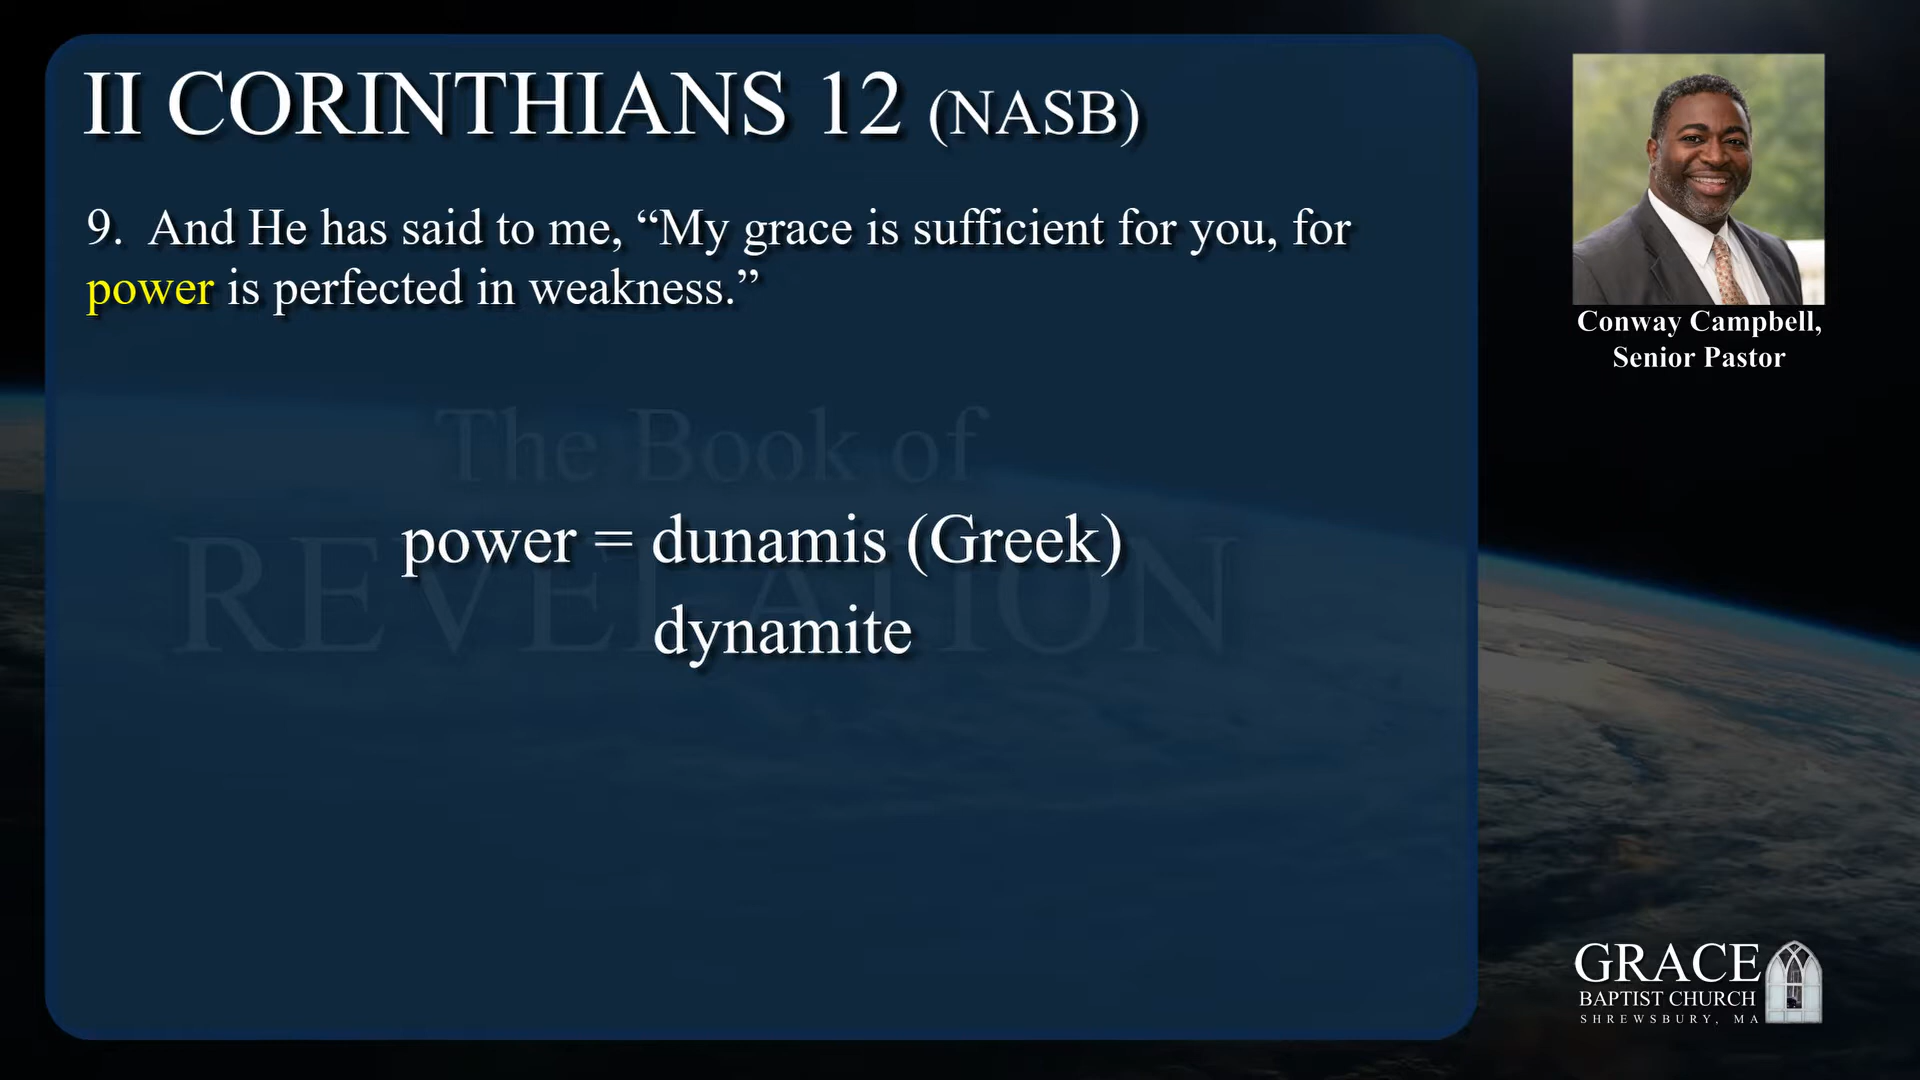 II CORINTHIANS 12 (NASB)
9. And He has said to me, “My grace is sufficient for you, for
power is perfected in weakness.”
The Book of
REVELATION
power = dunamis (Greek)
dynamite
Conway Campbell,
Senior Pastor
GRACE
BAPTIST CHURCH
SHREWSBURY, MA